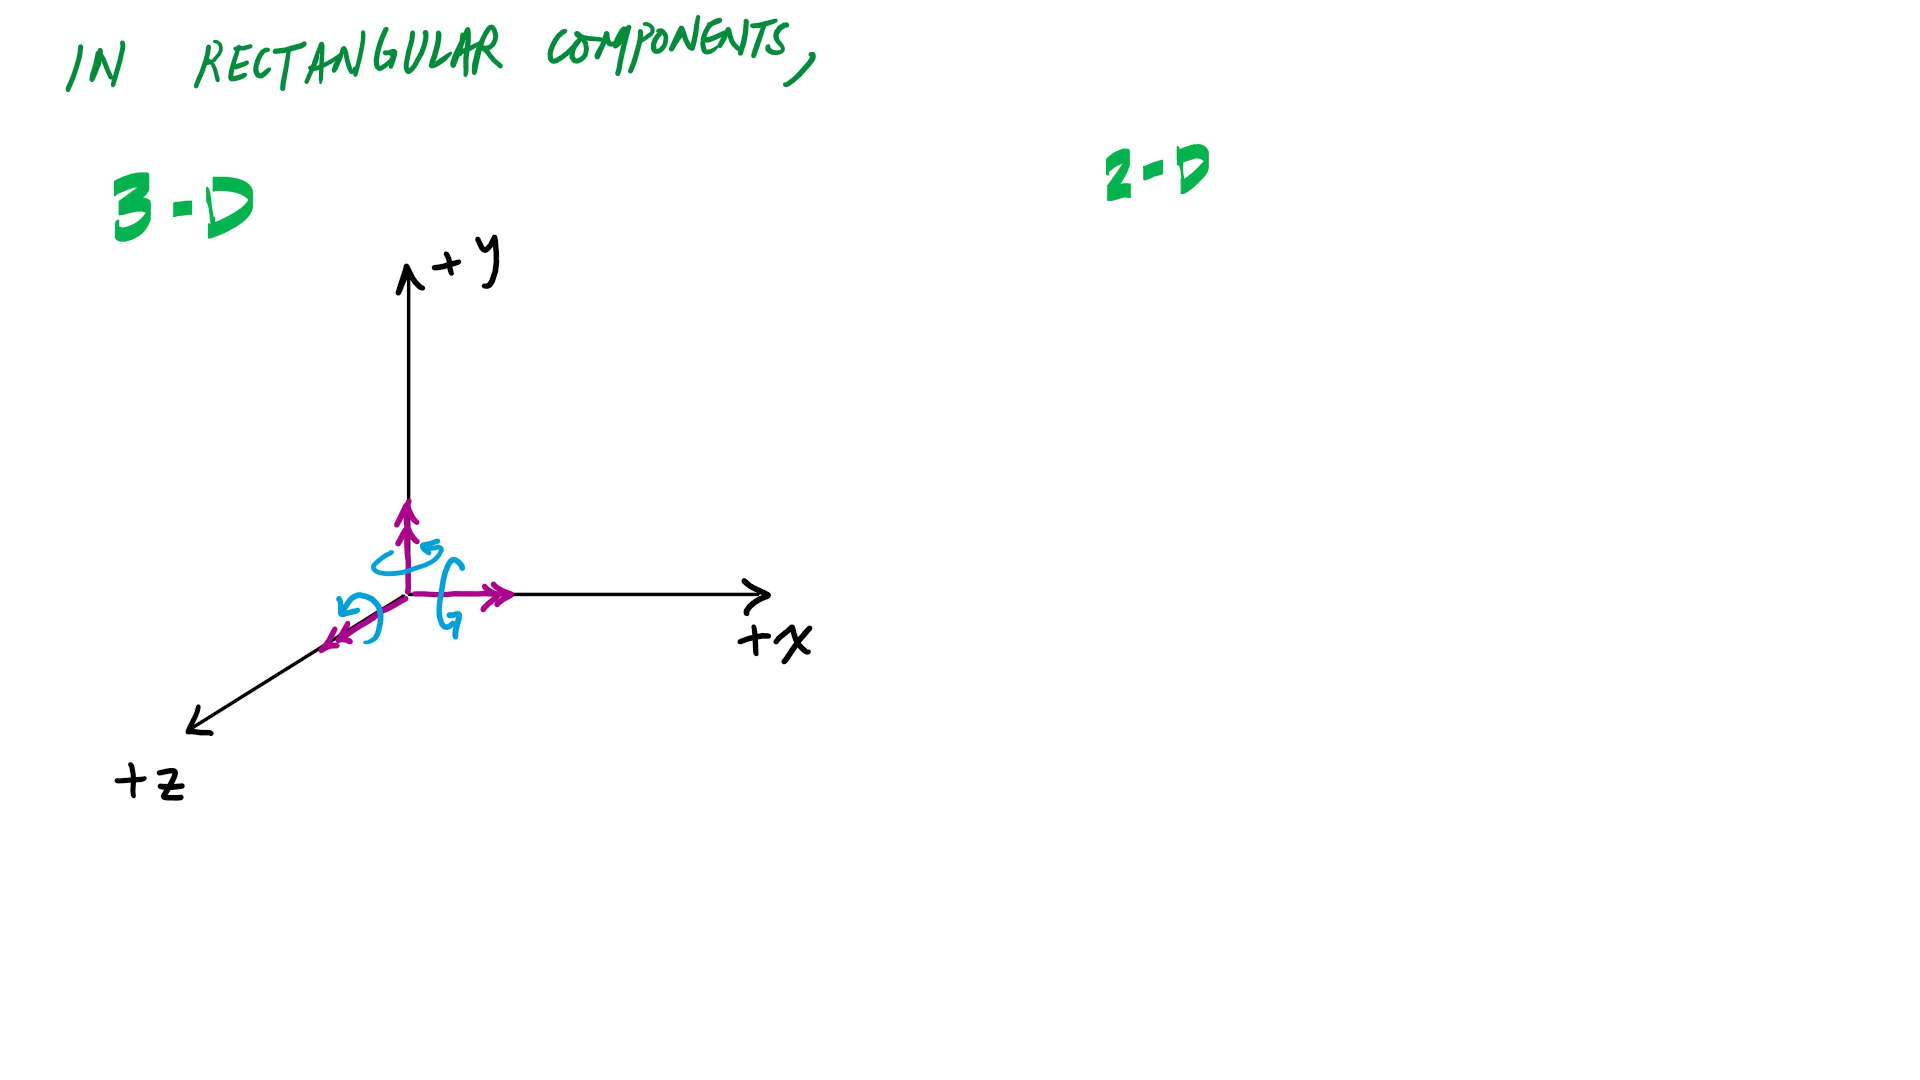 IN RECTANGULAR COMPONENTS,
3-D
2-D
+y
+x
+z